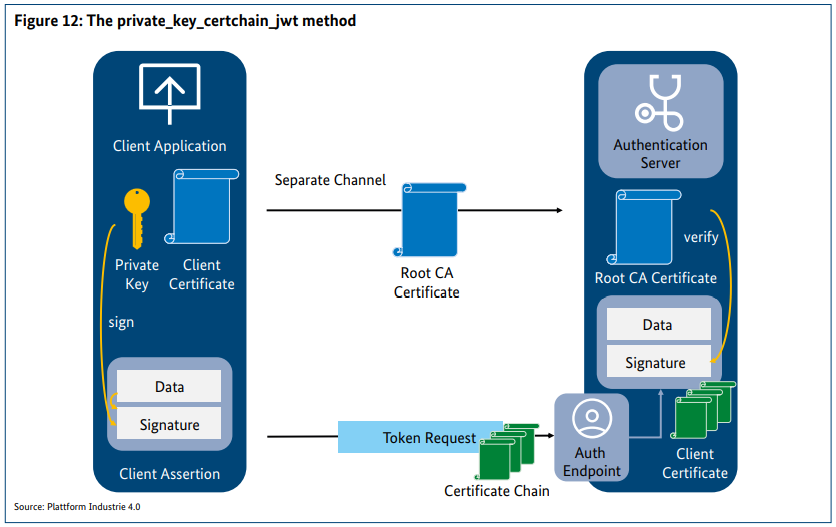 Figure 12: The private_key_certchain_jwt method
Client Application
Private
Key
Client
Certificate
sign
Data
Signature
Client Assertion
Separate Channel
Root CA
Certificate
Token Request
Certificate Chain
Authentication
Server
verify
Root CA Certificate
Data
Signature
Auth
Endpoint
Client
Certificate
Source: Plattform Industrie 4.0